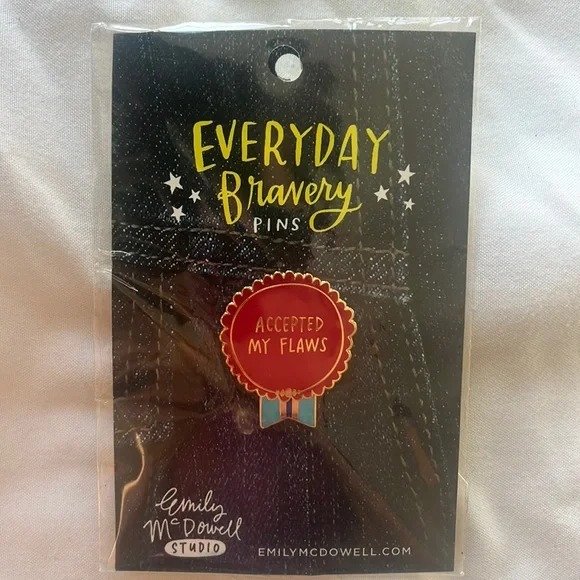 EVERYDAY
Bravery
PINS
ACCEPTED
MY FLAWS
Emily
McDowell
STUDIO
EMILYMCDOWELL.COM